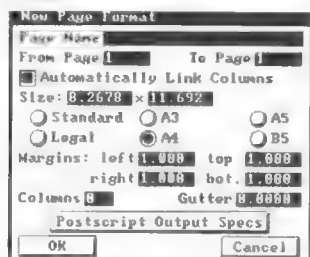 New Page Format
Page Name
From Page 1 To Page 1
Automatically Link Columns
Size: 8.2678 × 11.692
Standard A3 A5
Legal A4 B5
Margins: left 1.000 top 1.000
right 1.000 bot. 1.000
Columns 0 Gutter 0.0000
Postscript Output Specs
OK Cancel